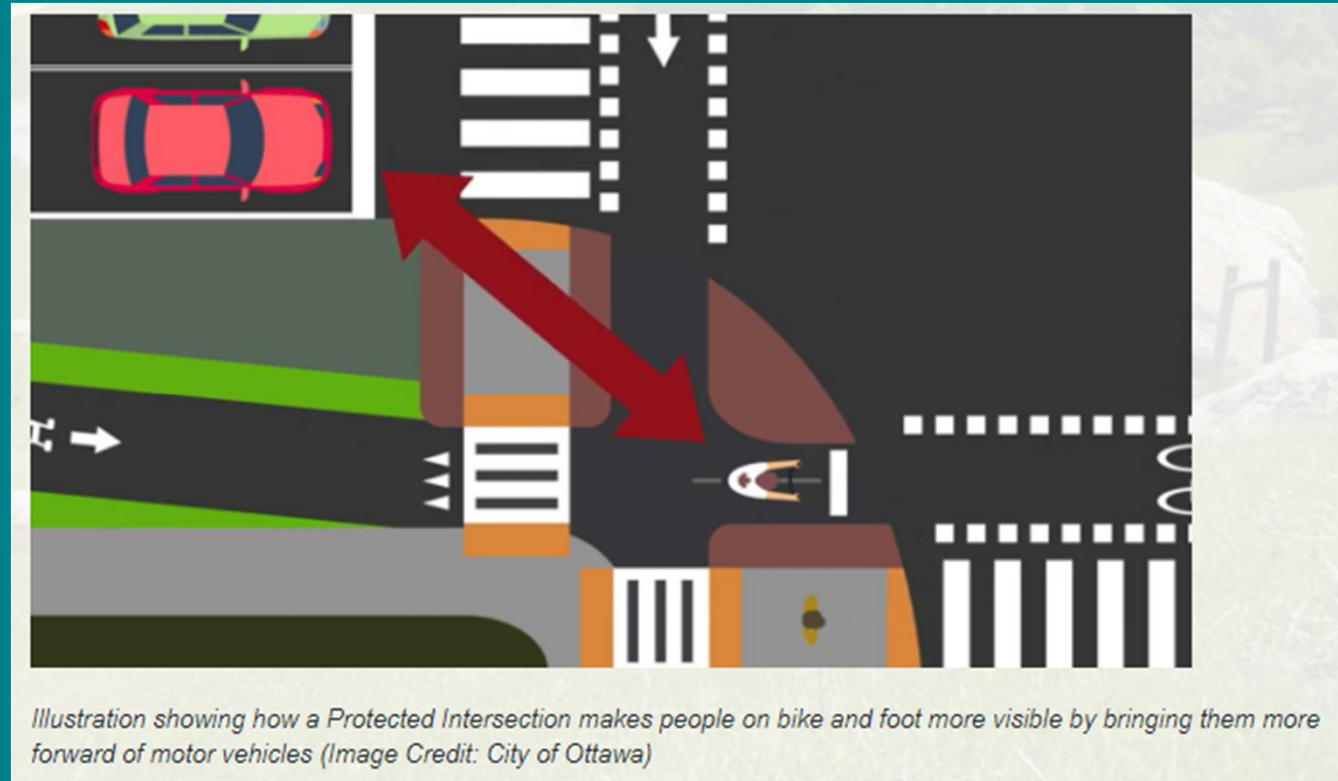 Illustration showing how a Protected Intersection makes people on bike and foot more visible by bringing them more
forward of motor vehicles (Image Credit: City of Ottawa)